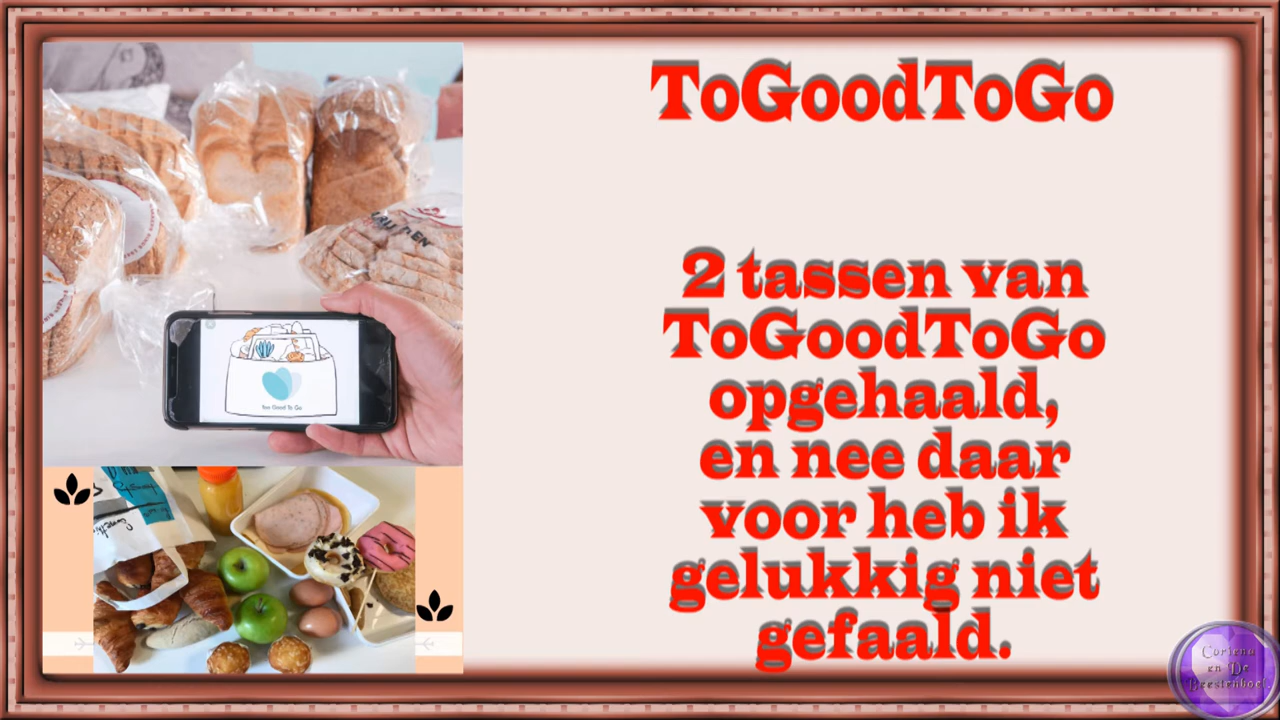 ToGoodToGo
2 tassen van
ToGoodToGo
opgehaald,
en nee daar
voor heb ik
gelukkig niet
gefaald.
Too Good To Go
Coriena
en De
Beestenboel.